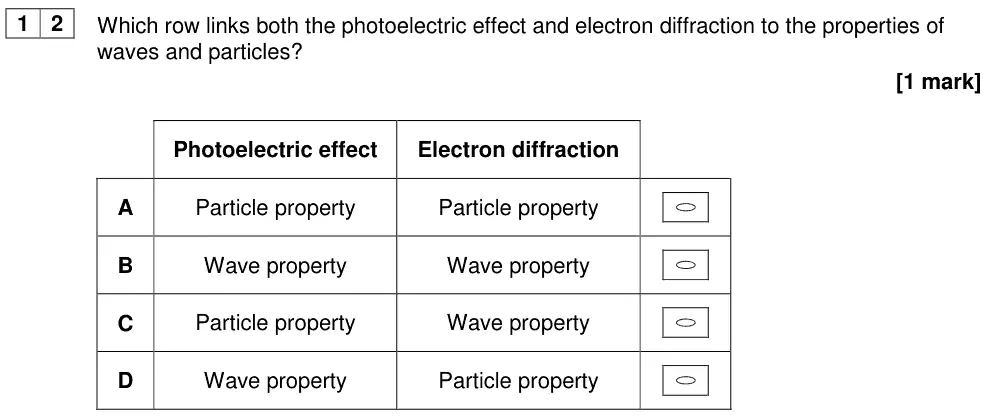 1 2 Which row links both the photoelectric effect and electron diffraction to the properties of
waves and particles?
[1 mark]
Photoelectric effect Electron diffraction
A Particle property Particle property
B Wave property Wave property
C Particle property Wave property
D Wave property Particle property